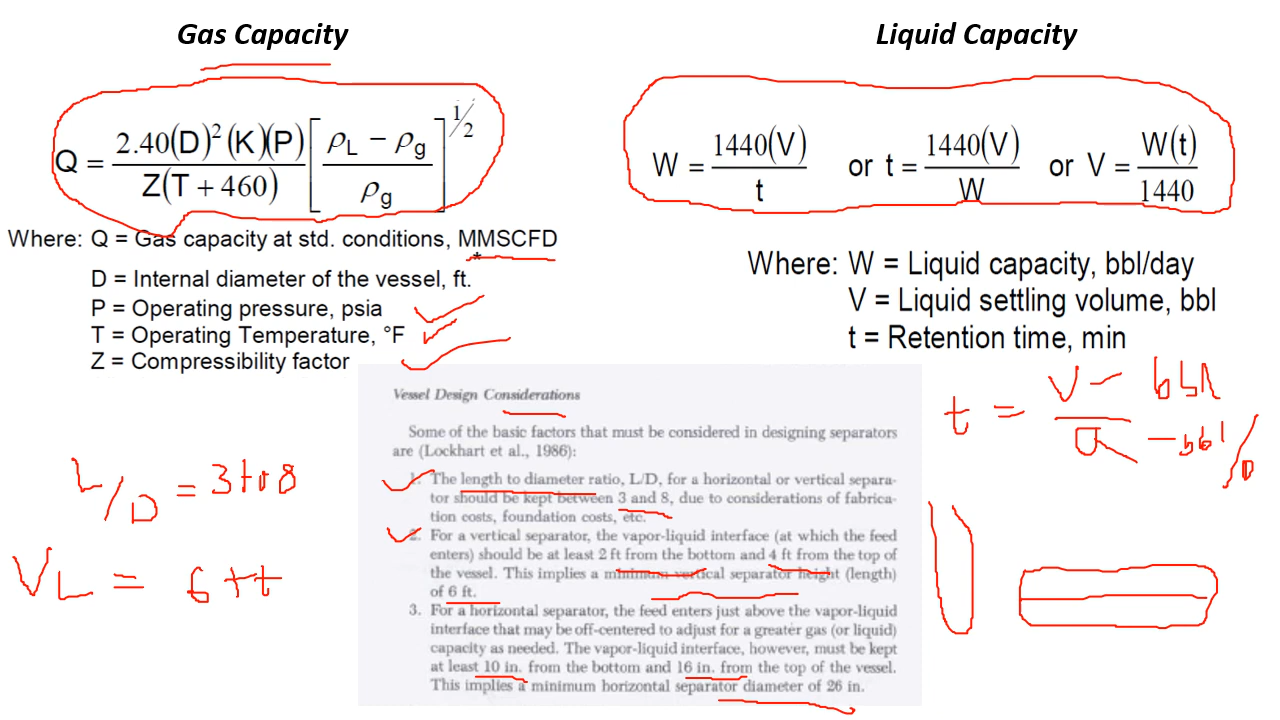 Gas Capacity
Q = 2.40(D)² (K)(P) / Z(T + 460) [ρL − ρg / ρg]^1/2
Where: Q = Gas capacity at std. conditions, MMSCFD
*
D = Internal diameter of the vessel, ft.
P = Operating pressure, psia
T = Operating Temperature, °F
Z = Compressibility factor
Liquid Capacity
W = 1440(V) / t or t = 1440(V) / W or V = W(t) / 1440
Where: W = Liquid capacity, bbl/day
V = Liquid settling volume, bbl
t = Retention time, min
Vessel Design Considerations
Some of the basic factors that must be considered in designing separators
are (Lockhart et al., 1986):
1. The length to diameter ratio, L/D, for a horizontal or vertical separa-
tor should be kept between 3 and 8, due to considerations of fabrica-
tion costs, foundation costs, etc.
2. For a vertical separator, the vapor-liquid interface (at which the feed
enters) should be at least 2 ft from the bottom and 4 ft from the top of
the vessel. This implies a minimum vertical separator height (length)
of 6 ft.
3. For a horizontal separator, the feed enters just above the vapor-liquid
interface that may be off-centered to adjust for a greater gas (or liquid)
capacity as needed. The vapor-liquid interface, however, must be kept
at least 10 in. from the bottom and 16 in. from the top of the vessel.
This implies a minimum horizontal separator diameter of 26 in.
L/D = 3 to 8
VL = 6 ft
t = V – bbl
– bbl/D